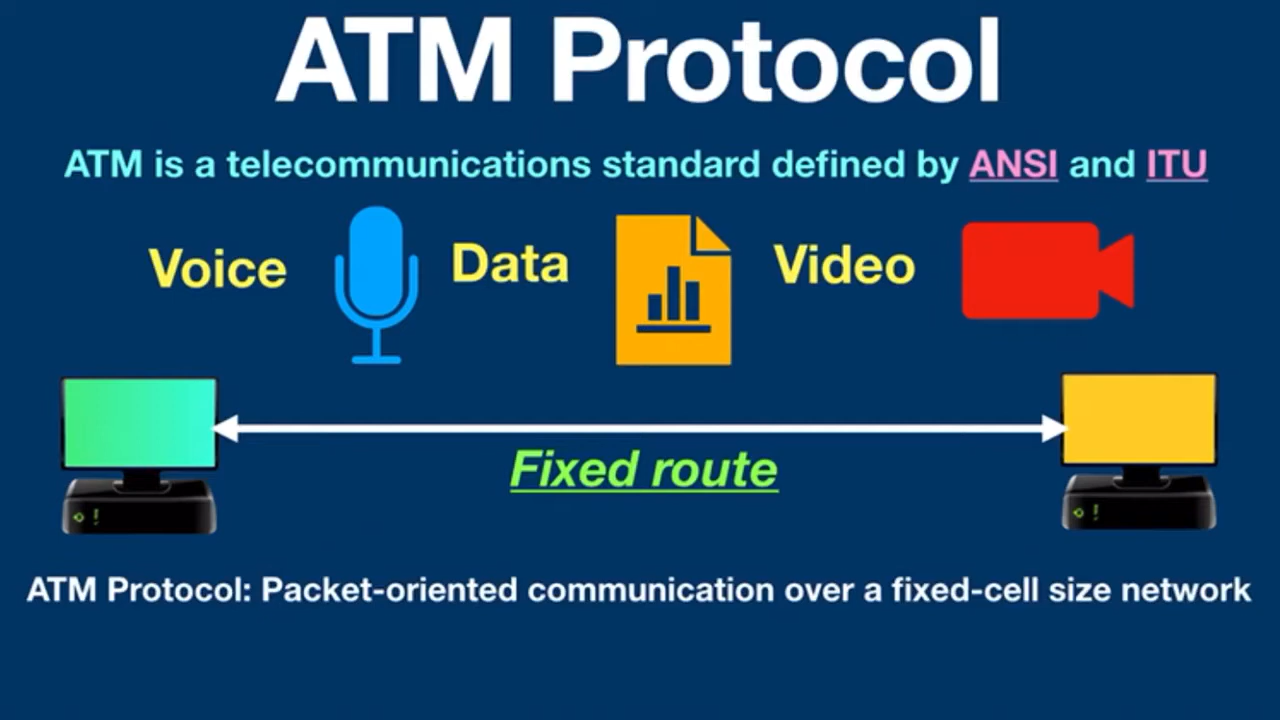 ATM Protocol
ATM is a telecommunications standard defined by ANSI and ITU
Voice Data Video
Fixed route
ATM Protocol: Packet-oriented communication over a fixed-cell size network